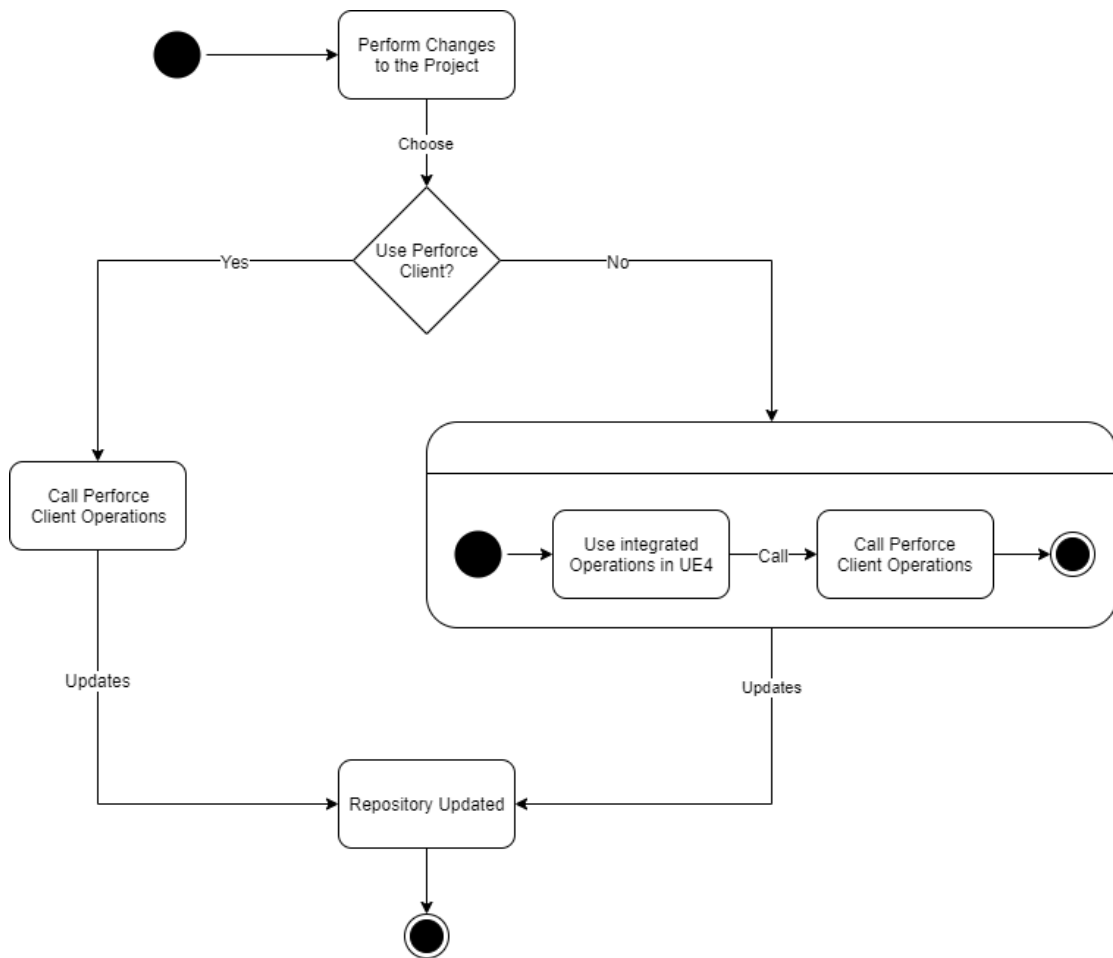 Perform Changes
to the Project
Choose
Use Perforce
Client?
Yes
No
Call Perforce
Client Operations
Use integrated
Operations in UE4
Call
Call Perforce
Client Operations
Updates
Updates
Repository Updated